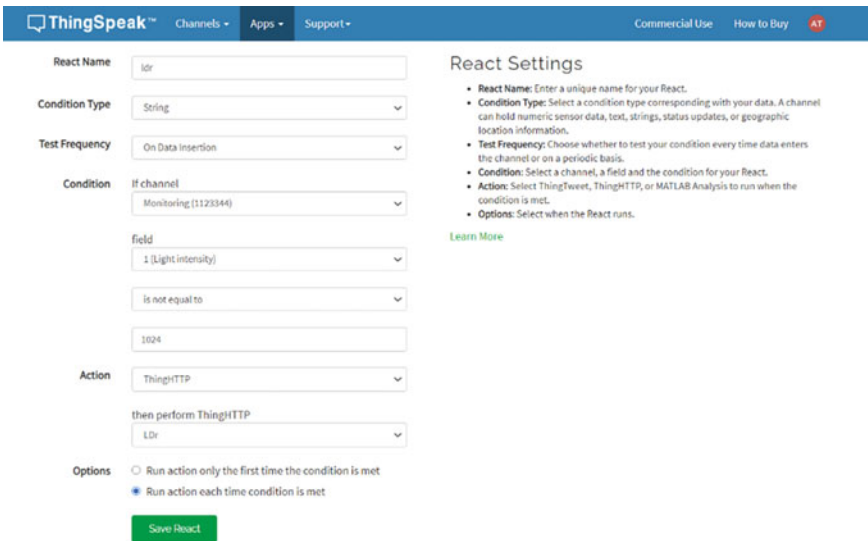 ThingSpeak™ Channels Apps Support Commercial Use How to Buy AT
React Name ldr
Condition Type String
Test Frequency On Data Insertion
Condition If channel
Monitoring (1123344)
field
1 (Light intensity)
is not equal to
1024
Action ThingHTTP
then perform ThingHTTP
LDr
Options Run action only the first time the condition is met
Run action each time condition is met
Save React
React Settings
• React Name: Enter a unique name for your React.
• Condition Type: Select a condition type corresponding with your data. A channel
can hold numeric sensor data, text, strings, status updates, or geographic
location information.
• Test Frequency: Choose whether to test your condition every time data enters
the channel or on a periodic basis.
• Condition: Select a channel, a field and the condition for your React.
• Action: Select ThingTweet, ThingHTTP, or MATLAB Analysis to run when the
condition is met.
• Options: Select when the React runs.
Learn More